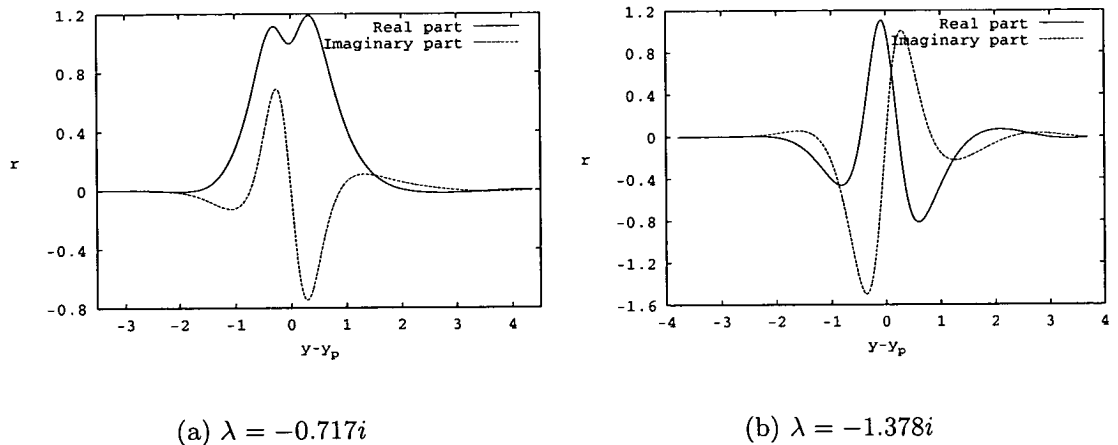 1.2
0.8
0.4
0
-0.4
-0.8
r
Real part
Imaginary part
-3 -2 -1 0 1 2 3 4
y-yₚ
(a) λ = −0.717i
1.2
0.8
0.4
0
-0.4
-0.8
-1.2
-1.6
r
Real part
Imaginary part
-4 -3 -2 -1 0 1 2 3 4
y-yₚ
(b) λ = −1.378i